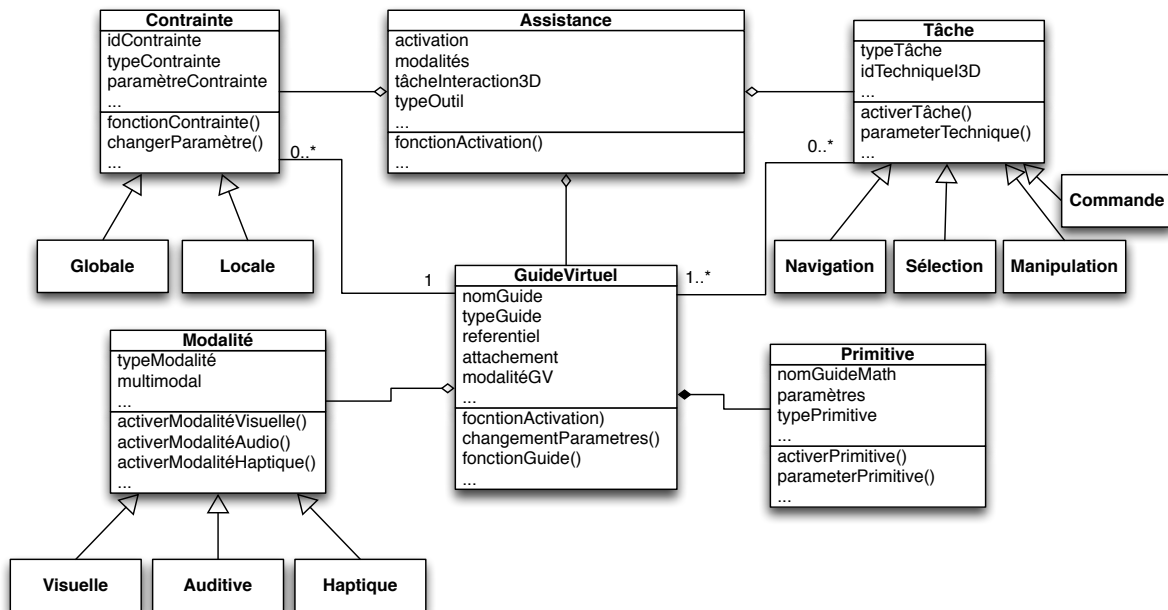 Contrainte
idContrainte
typeContrainte
paramètreContrainte
...
fonctionContrainte()
changerParamètre()
...
Assistance
activation
modalités
tâcheInteraction3D
typeOutil
...
fonctionActivation()
...
Tâche
typeTâche
idTechniqueI3D
...
activerTâche()
parameterTechnique()
...
0..*
0..*
Commande
Globale
Locale
Navigation
Sélection
Manipulation
1
1..*
GuideVirtuel
nomGuide
typeGuide
referentiel
attachement
modalitéGV
...
focntionActivation)
changementParametres()
fonctionGuide()
...
Modalité
typeModalité
multimodal
...
activerModalitéVisuelle()
activerModalitéAudio()
activerModalitéHaptique()
...
Primitive
nomGuideMath
paramètres
typePrimitive
...
activerPrimitive()
parameterPrimitive()
...
Visuelle
Auditive
Haptique